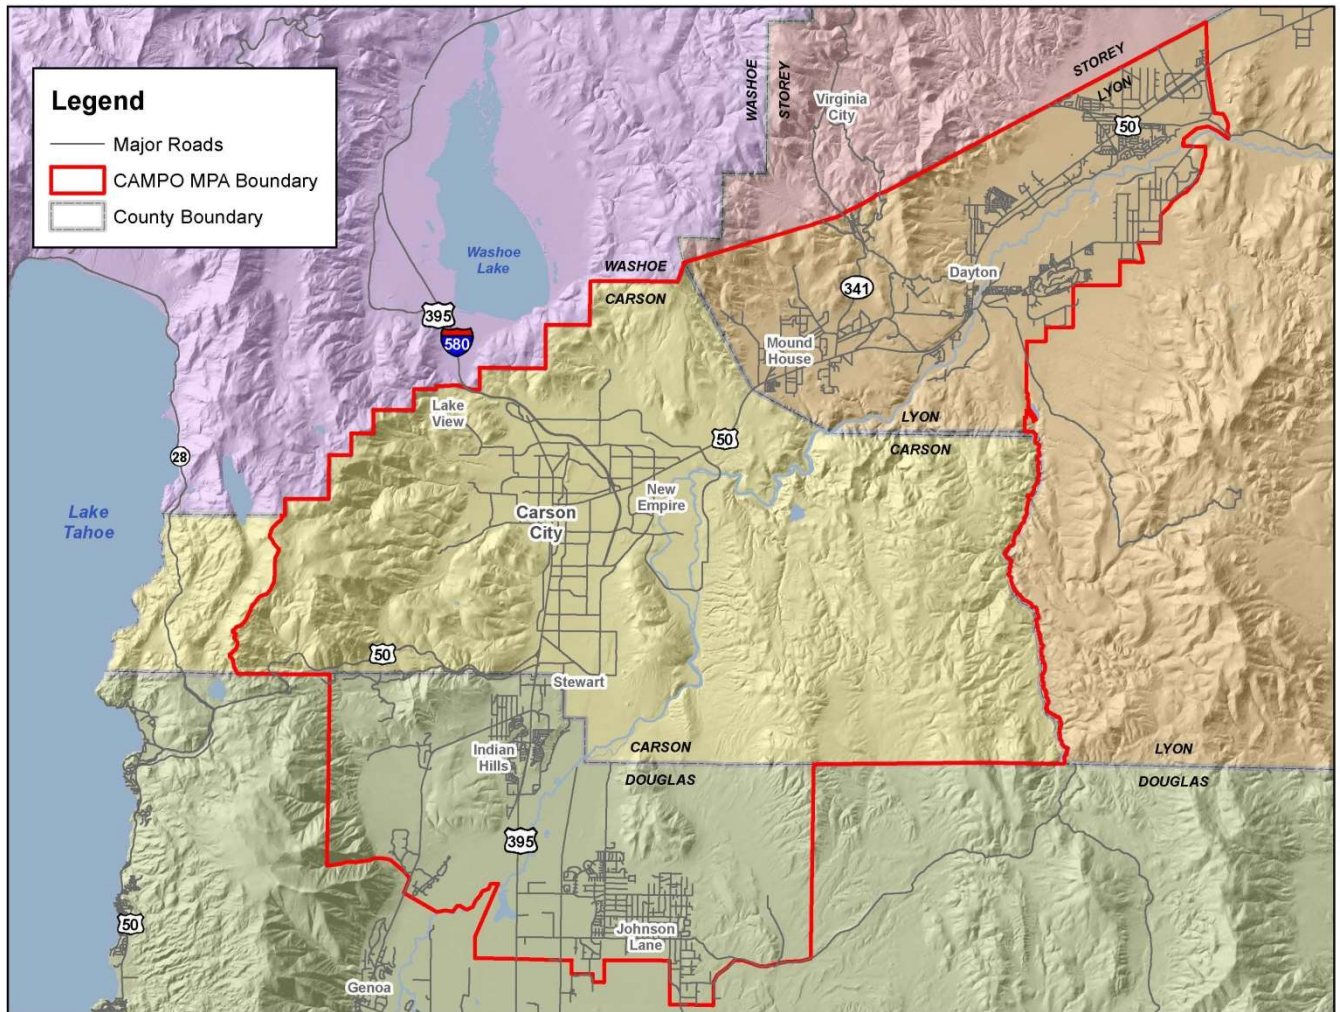 Legend
Major Roads
CAMPO MPA Boundary
County Boundary
WASHOE
STOREY
Virginia
City
STOREY
LYON
50
Washoe
Lake
WASHOE
CARSON
395
580
341
Dayton
Mound
House
Lake
View
50
LYON
CARSON
28
New
Empire
Carson
City
Lake
Tahoe
50
Stewart
Indian
Hills
CARSON
DOUGLAS
LYON
DOUGLAS
395
50
Johnson
Lane
Genoa